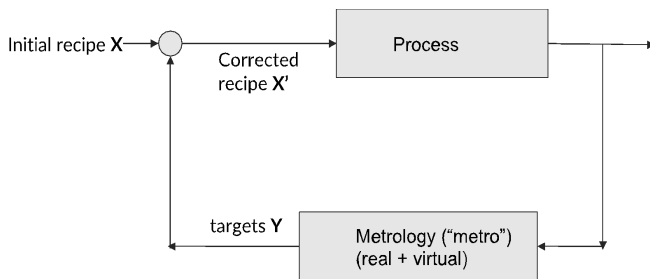 Initial recipe X
Process
Corrected
recipe X’
targets Y
Metrology (“metro”)
(real + virtual)